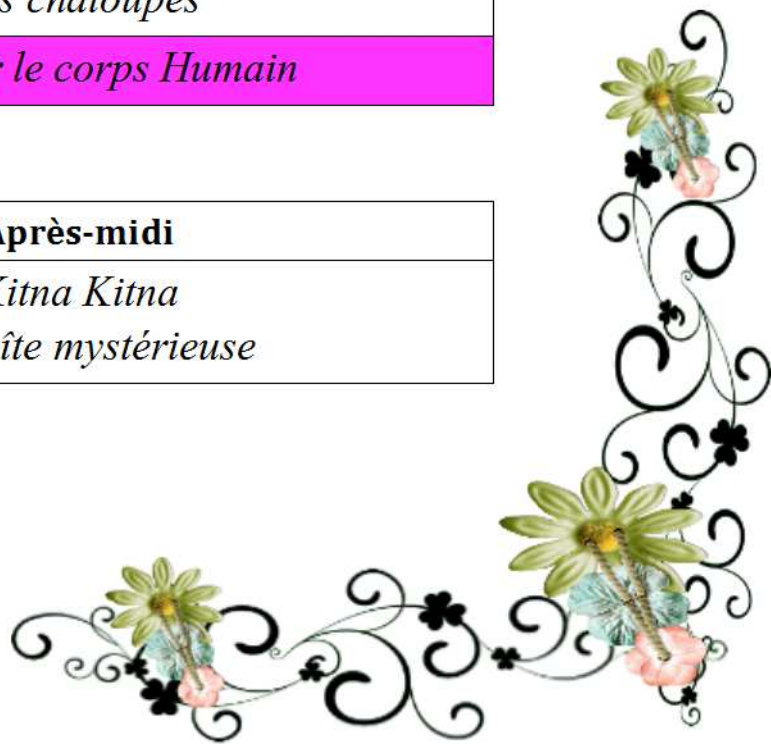 s chaloupes
r le corps Humain
Après-midi
Kitna Kitna
îte mystérieuse